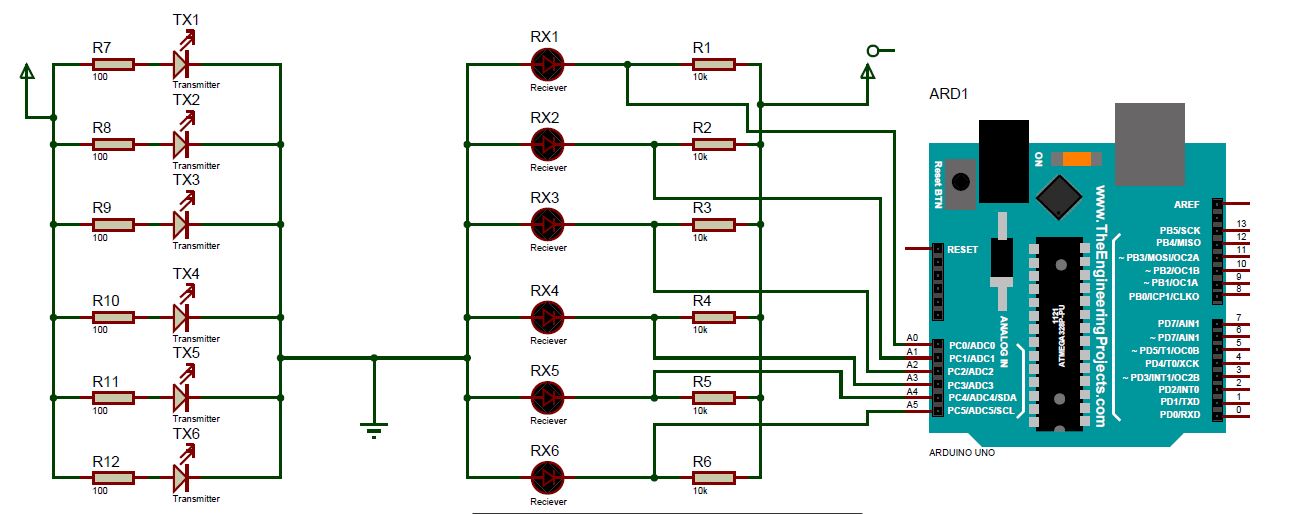 TX1
R7
100
Transmitter
TX2
R8
100
Transmitter
TX3
R9
100
Transmitter
TX4
R10
100
Transmitter
TX5
R11
100
Transmitter
TX6
R12
100
Transmitter
RX1
Reciever
R1
10k
RX2
Reciever
R2
10k
RX3
Reciever
R3
10k
RX4
Reciever
R4
10k
RX5
Reciever
R5
10k
RX6
Reciever
R6
10k
ARD1
Reset BTN
ON
www.TheEngineeringProjects.com
RESET
ANALOG IN
ATMEGA328P-PU
1121
A0 PC0/ADC0
A1 PC1/ADC1
A2 PC2/ADC2
A3 PC3/ADC3
A4 PC4/ADC4/SDA
A5 PC5/ADC5/SCL
AREF
PB5/SCK 13
PB4/MISO 12
~ PB3/MOSI/OC2A 11
~ PB2/OC1B 10
~ PB1/OC1A 9
PB0/ICP1/CLKO 8
PD7/AIN1 7
~ PD7/AIN1 6
~ PD5/T1/OC0B 5
PD4/T0/XCK 4
~ PD3/INT1/OC2B 3
PD2/INT0 2
PD1/TXD 1
PD0/RXD 0
ARDUINO UNO